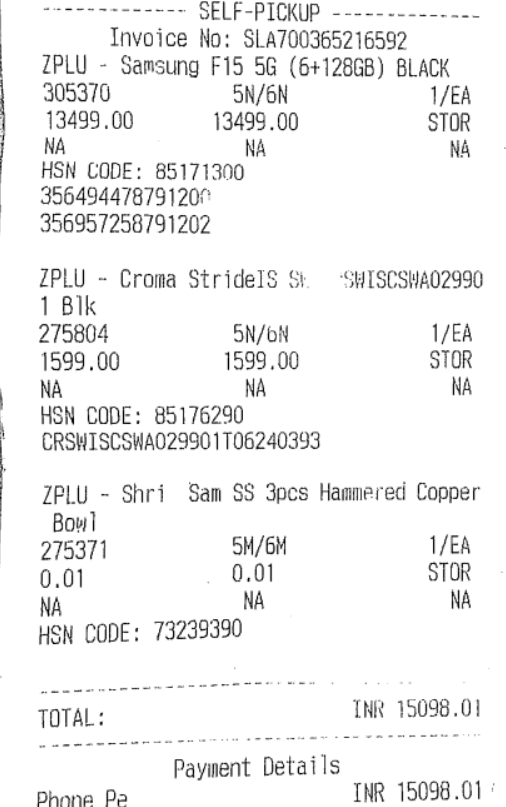 ------------- SELF-PICKUP -------------
Invoice No: SLA700365216592
ZPLU - Samsung F15 5G (6+128GB) BLACK
305370 5N/6N 1/EA
13499.00 13499.00 STOR
NA NA NA
HSN CODE: 85171300
356494478791200
356957258791202
ZPLU - Croma StrideIS SWISCSWA02990
1 Blk
275804 5N/6N 1/EA
1599.00 1599.00 STOR
NA NA NA
HSN CODE: 85176290
CRSWISCSWA029901T06240393
ZPLU - Shri Sam SS 3pcs Hammered Copper
Bowl
275371 5M/6M 1/EA
0.01 0.01 STOR
NA NA NA
HSN CODE: 73239390
TOTAL: INR 15098.01
Payment Details
Phone Pe INR 15098.01